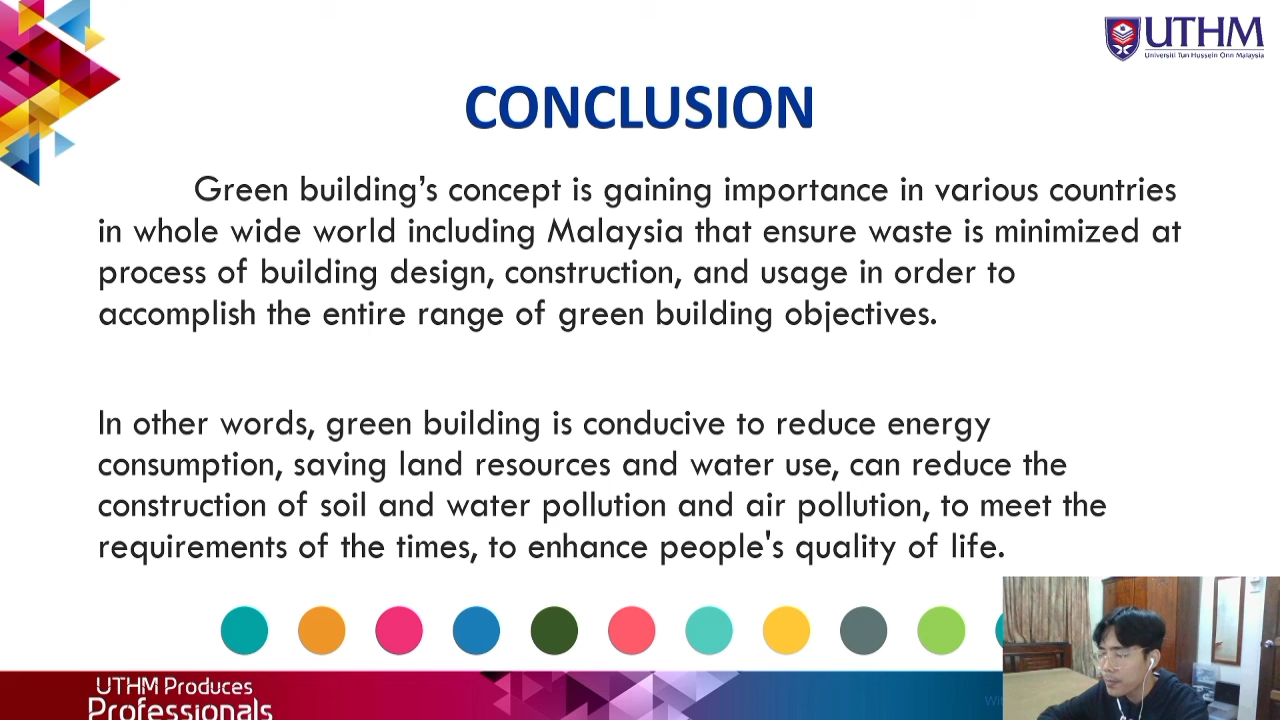 UTHM
Universiti Tun Hussein Onn Malaysia
CONCLUSION
Green building’s concept is gaining importance in various countries
in whole wide world including Malaysia that ensure waste is minimized at
process of building design, construction, and usage in order to
accomplish the entire range of green building objectives.
In other words, green building is conducive to reduce energy
consumption, saving land resources and water use, can reduce the
construction of soil and water pollution and air pollution, to meet the
requirements of the times, to enhance people's quality of life.
UTHM Produces
Professionals